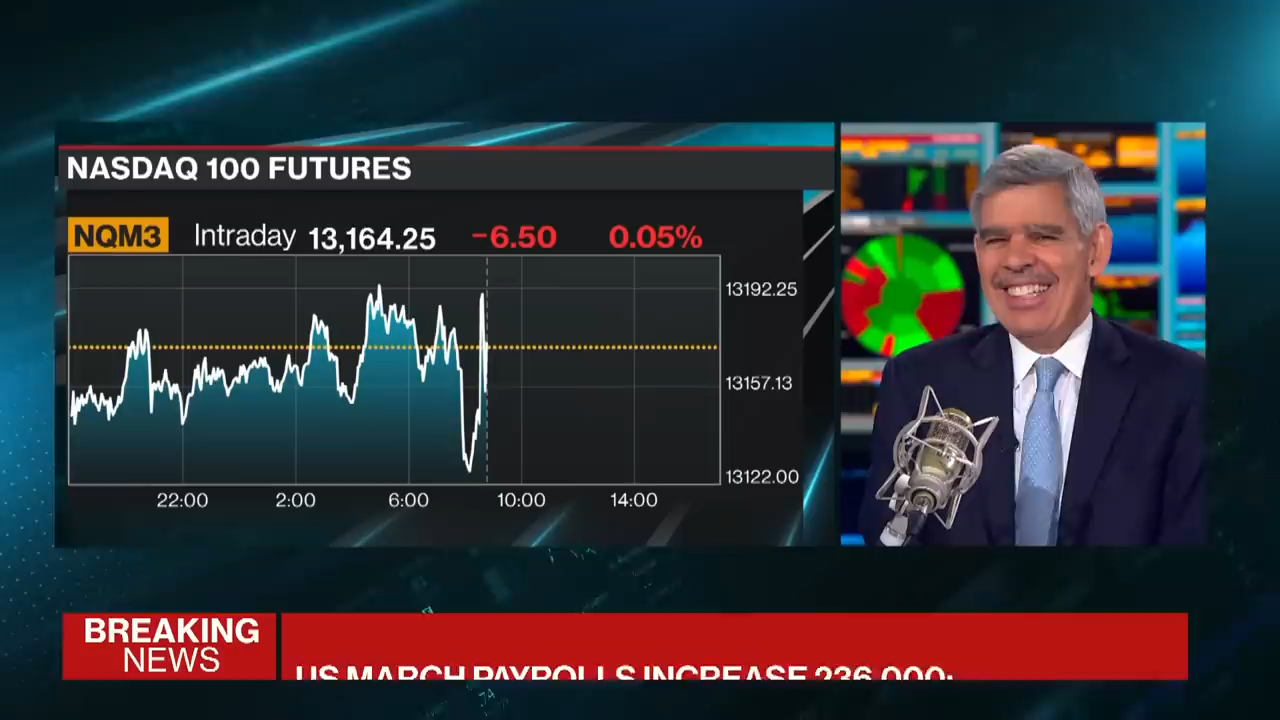 NASDAQ 100 FUTURES
NQM3 Intraday 13,164.25 -6.50 0.05%
13192.25
13157.13
13122.00
22:00 2:00 6:00 10:00 14:00
BREAKING
NEWS
US MARCH PAYROLLS INCREASE 236,000;